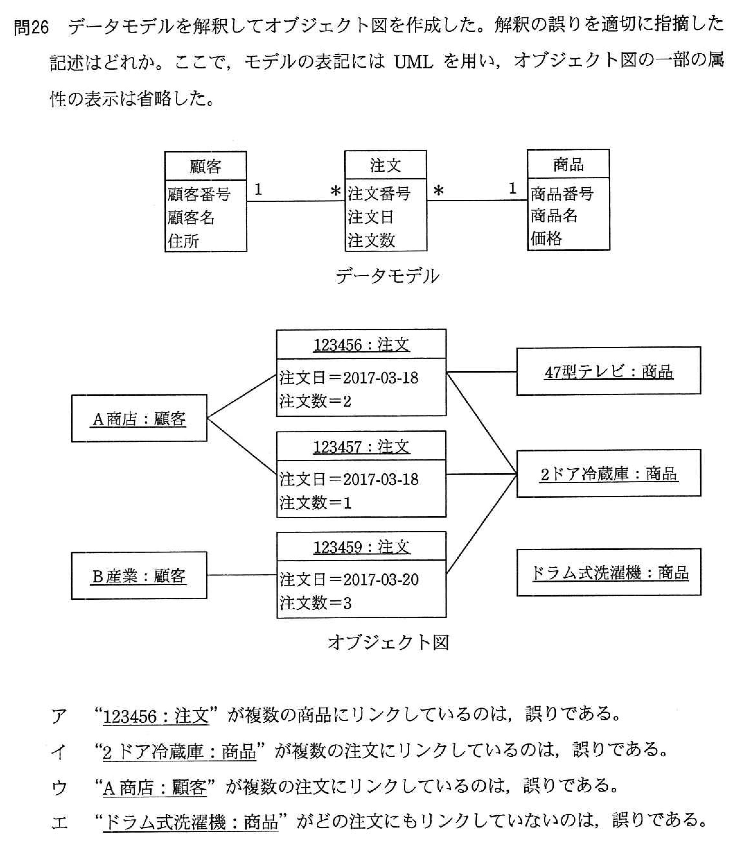 問26 データモデルを解釈してオブジェクト図を作成した。解釈の誤りを適切に指摘した
記述はどれか。ここで，モデルの表記には UML を用い，オブジェクト図の一部の属
性の表示は省略した。
顧客
顧客番号
顧客名
住所
1
*
注文
注文番号
注文日
注文数
*
1
商品
商品番号
商品名
価格
データモデル
A商店：顧客
B産業：顧客
123456：注文
注文日＝2017-03-18
注文数＝2
123457：注文
注文日＝2017-03-18
注文数＝1
123459：注文
注文日＝2017-03-20
注文数＝3
47型テレビ：商品
2ドア冷蔵庫：商品
ドラム式洗濯機：商品
オブジェクト図
ア “123456：注文” が複数の商品にリンクしているのは，誤りである。
イ “2ドア冷蔵庫：商品” が複数の注文にリンクしているのは，誤りである。
ウ “A商店：顧客” が複数の注文にリンクしているのは，誤りである。
エ “ドラム式洗濯機：商品” がどの注文にもリンクしていないのは，誤りである。